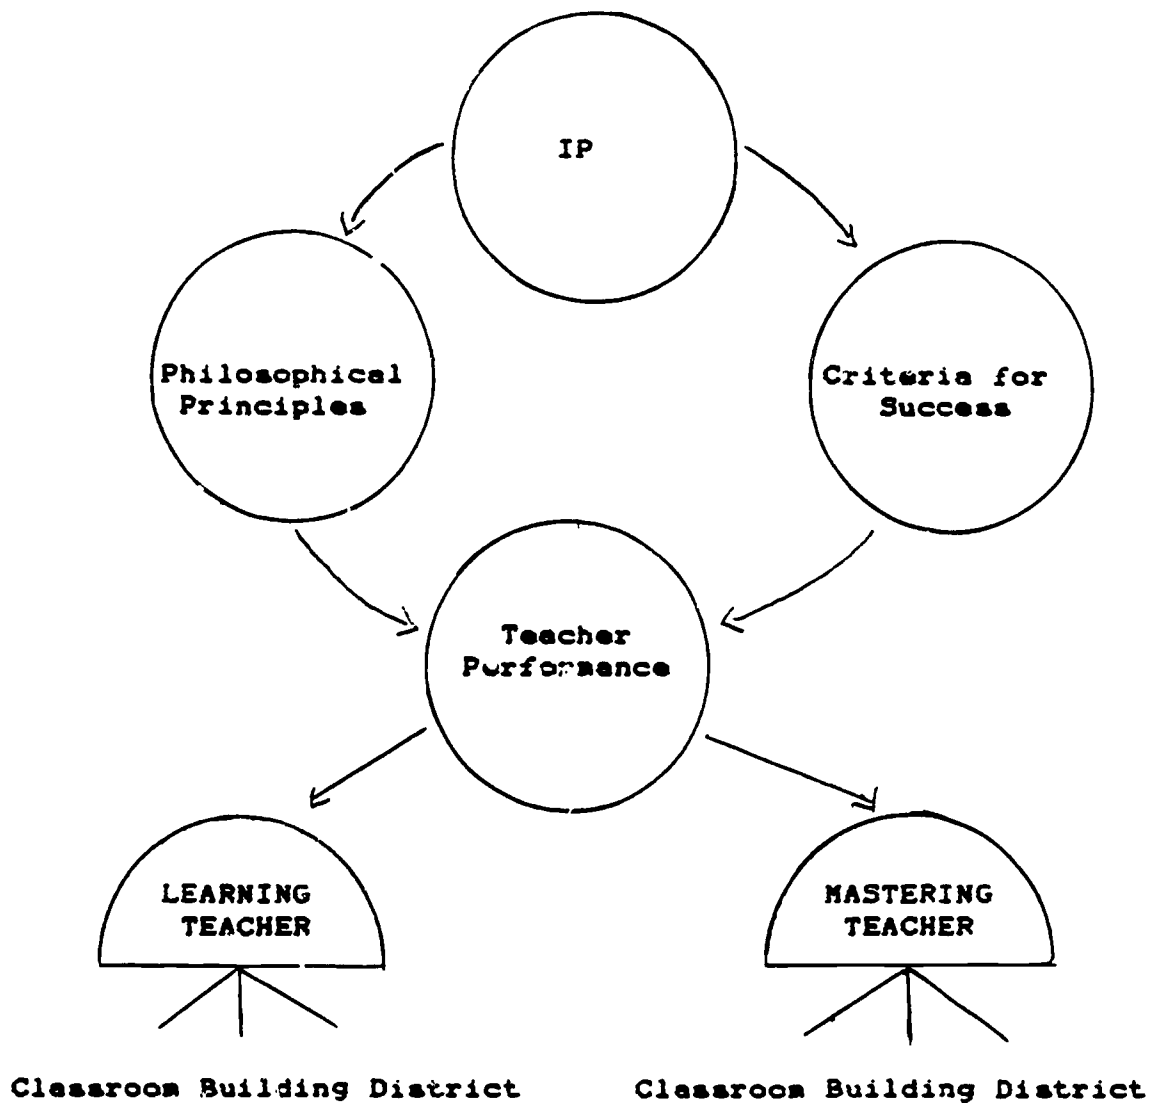 IP
Philosophical
Principles
Criteria for
Success
Teacher
Performance
LEARNING
TEACHER
MASTERING
TEACHER
Classroom Building District
Classroom Building District